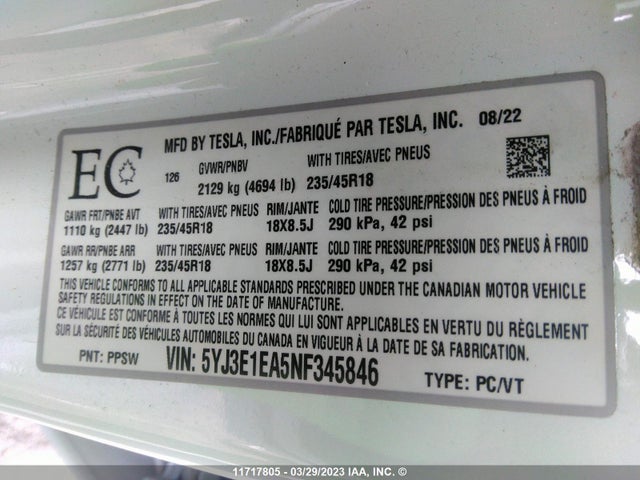 MFD BY TESLA, INC./FABRIQUÉ PAR TESLA, INC. 08/22
EC
126
GVWR/PNBV WITH TIRES/AVEC PNEUS
2129 kg (4694 lb) 235/45R18
GAWR FRT/PNBE AVT WITH TIRES/AVEC PNEUS RIM/JANTE COLD TIRE PRESSURE/PRESSION DES PNEUS À FROID
1110 kg (2447 lb) 235/45R18 18X8.5J 290 kPa, 42 psi
GAWR RR/PNBE ARR WITH TIRES/AVEC PNEUS RIM/JANTE COLD TIRE PRESSURE/PRESSION DES PNEUS À FROID
1257 kg (2771 lb) 235/45R18 18X8.5J 290 kPa, 42 psi
THIS VEHICLE CONFORMS TO ALL APPLICABLE STANDARDS PRESCRIBED UNDER THE CANADIAN MOTOR VEHICLE
SAFETY REGULATIONS IN EFFECT ON THE DATE OF MANUFACTURE.
CE VÉHICULE EST CONFORME À TOUTES LES NORMES QUI LUI SONT APPLICABLES EN VERTU DU RÈGLEMENT
SUR LA SÉCURITÉ DES VÉHICULES AUTOMOBILES DU CANADA EN VIGUEUR À LA DATE DE SA FABRICATION.
PNT: PPSW VIN: 5YJ3E1EA5NF345846 TYPE: PC/VT
11717805 - 03/29/2023 IAA, INC. ©